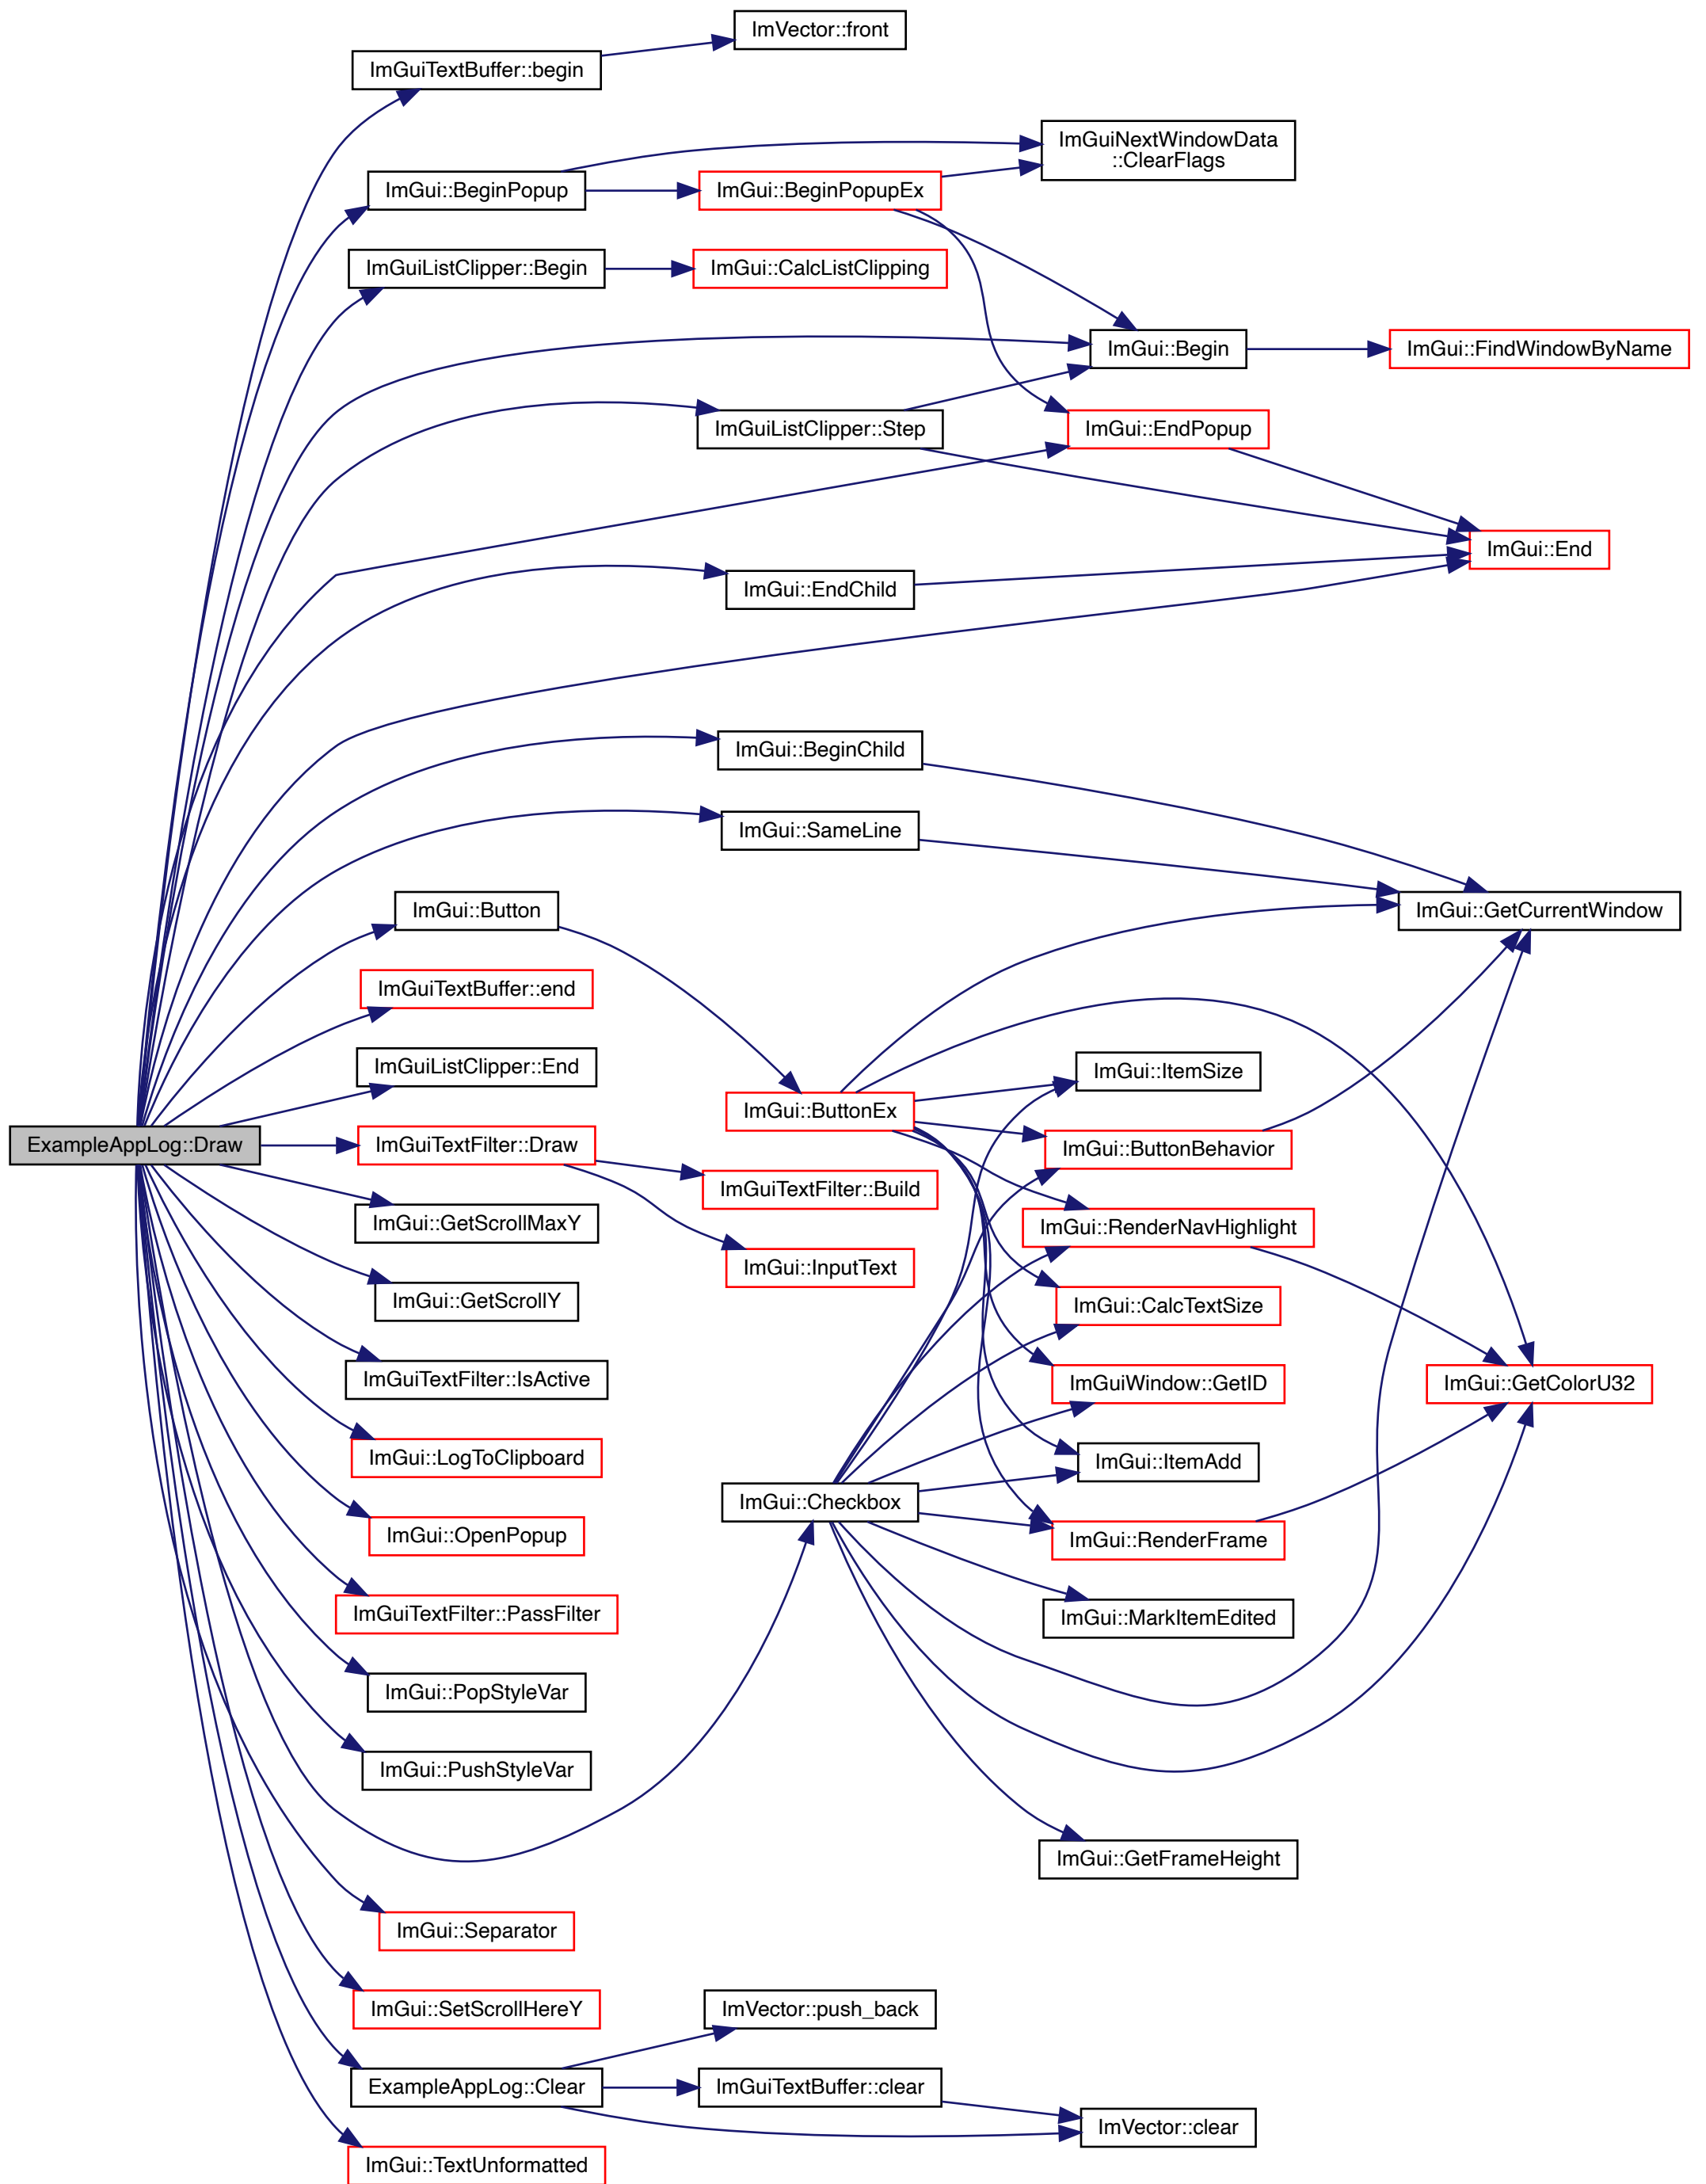 ImVector::front
ImGuiTextBuffer::begin
ImGuiNextWindowData
::ClearFlags
ImGui::BeginPopup
ImGui::BeginPopupEx
ImGuiListClipper::Begin
ImGui::CalcListClipping
ImGui::Begin
ImGui::FindWindowByName
ImGuiListClipper::Step
ImGui::EndPopup
ImGui::End
ImGui::EndChild
ImGui::BeginChild
ImGui::SameLine
ImGui::Button
ImGui::GetCurrentWindow
ImGuiTextBuffer::end
ImGuiListClipper::End
ImGui::ItemSize
ImGui::ButtonEx
ExampleAppLog::Draw
ImGuiTextFilter::Draw
ImGui::ButtonBehavior
ImGuiTextFilter::Build
ImGui::GetScrollMaxY
ImGui::RenderNavHighlight
ImGui::InputText
ImGui::GetScrollY
ImGui::CalcTextSize
ImGuiTextFilter::IsActive
ImGuiWindow::GetID
ImGui::GetColorU32
ImGui::LogToClipboard
ImGui::ItemAdd
ImGui::Checkbox
ImGui::OpenPopup
ImGui::RenderFrame
ImGuiTextFilter::PassFilter
ImGui::MarkItemEdited
ImGui::PopStyleVar
ImGui::PushStyleVar
ImGui::GetFrameHeight
ImGui::Separator
ImGui::SetScrollHereY
ImVector::push_back
ExampleAppLog::Clear
ImGuiTextBuffer::clear
ImVector::clear
ImGui::TextUnformatted